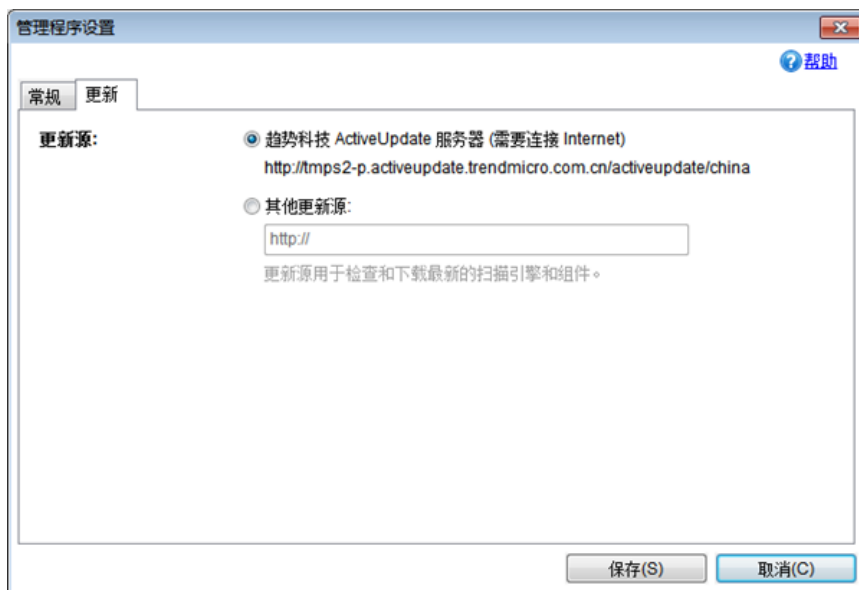 管理程序设置
帮助
常规
更新
更新源:
趋势科技 ActiveUpdate 服务器 (需要连接 Internet)
http://tmps2-p.activeupdate.trendmicro.com.cn/activeupdate/china
其他更新源:
http://
更新源用于检查和下载最新的扫描引擎和组件。
保存(S)
取消(C)